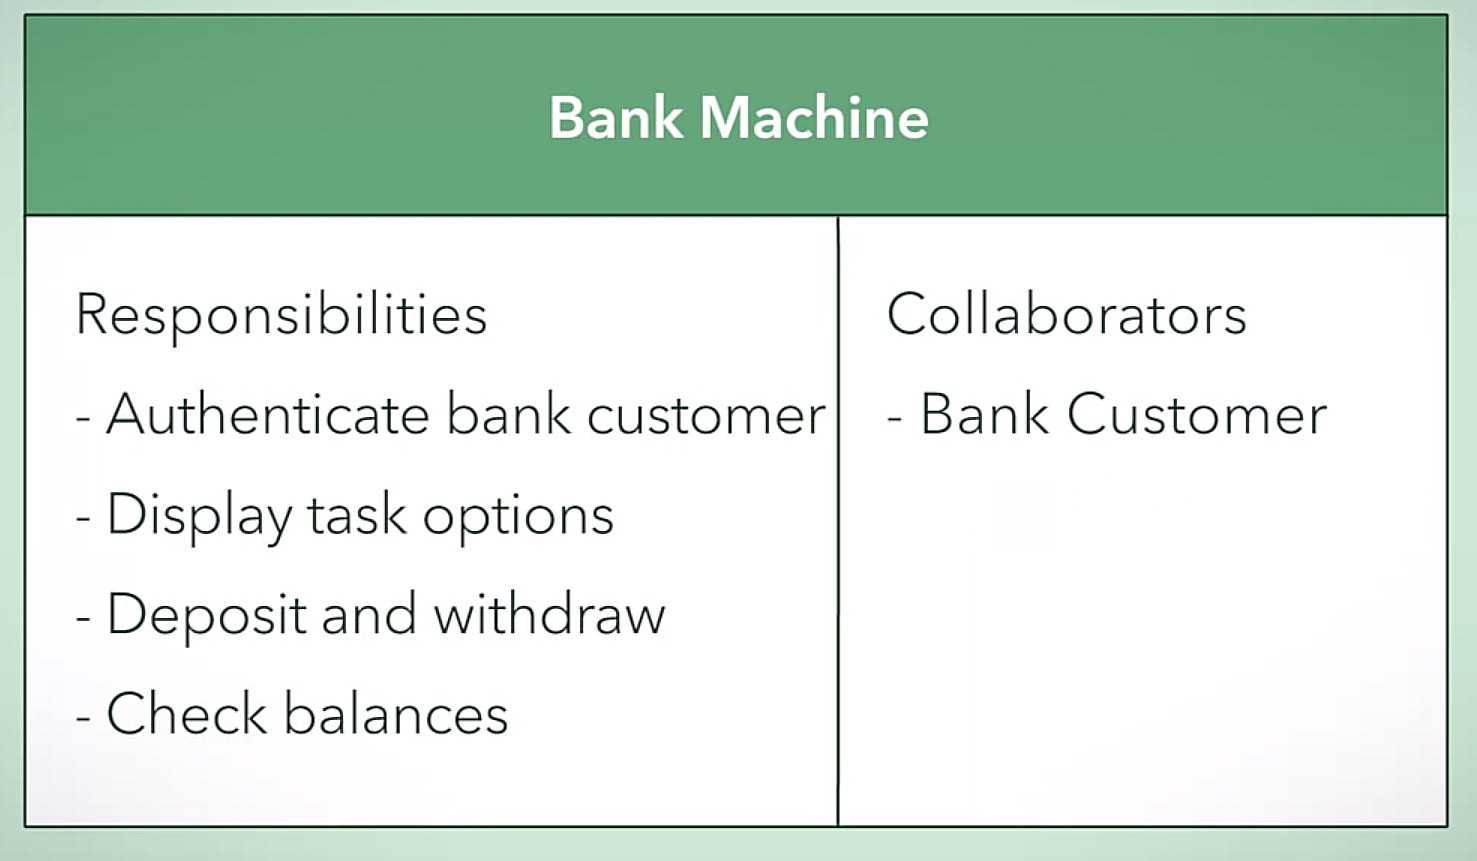 Bank Machine
Responsibilities
- Authenticate bank customer
- Display task options
- Deposit and withdraw
- Check balances
Collaborators
- Bank Customer